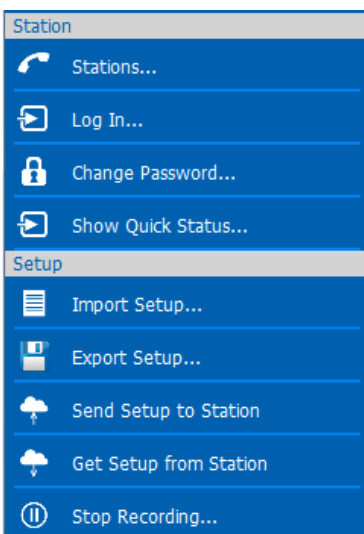 Station
Stations...
Log In...
Change Password...
Show Quick Status...
Setup
Import Setup...
Export Setup...
Send Setup to Station
Get Setup from Station
Stop Recording...